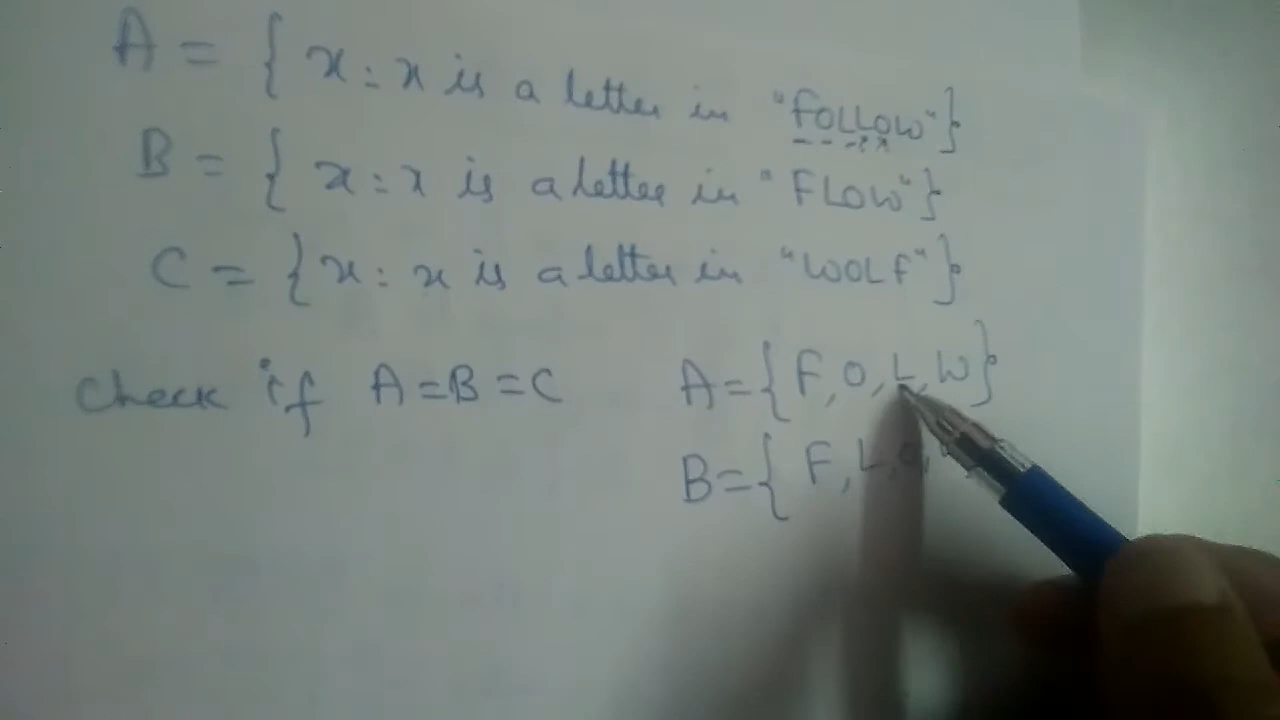 A = { x : x is a letter in "FOLLOW"}
B = { x : x is a letter in "FLOW"}
C = { x : x is a letter in "WOLF"}
Check if A = B = C
A = { F, O, L, W}
B = { F, L, O,